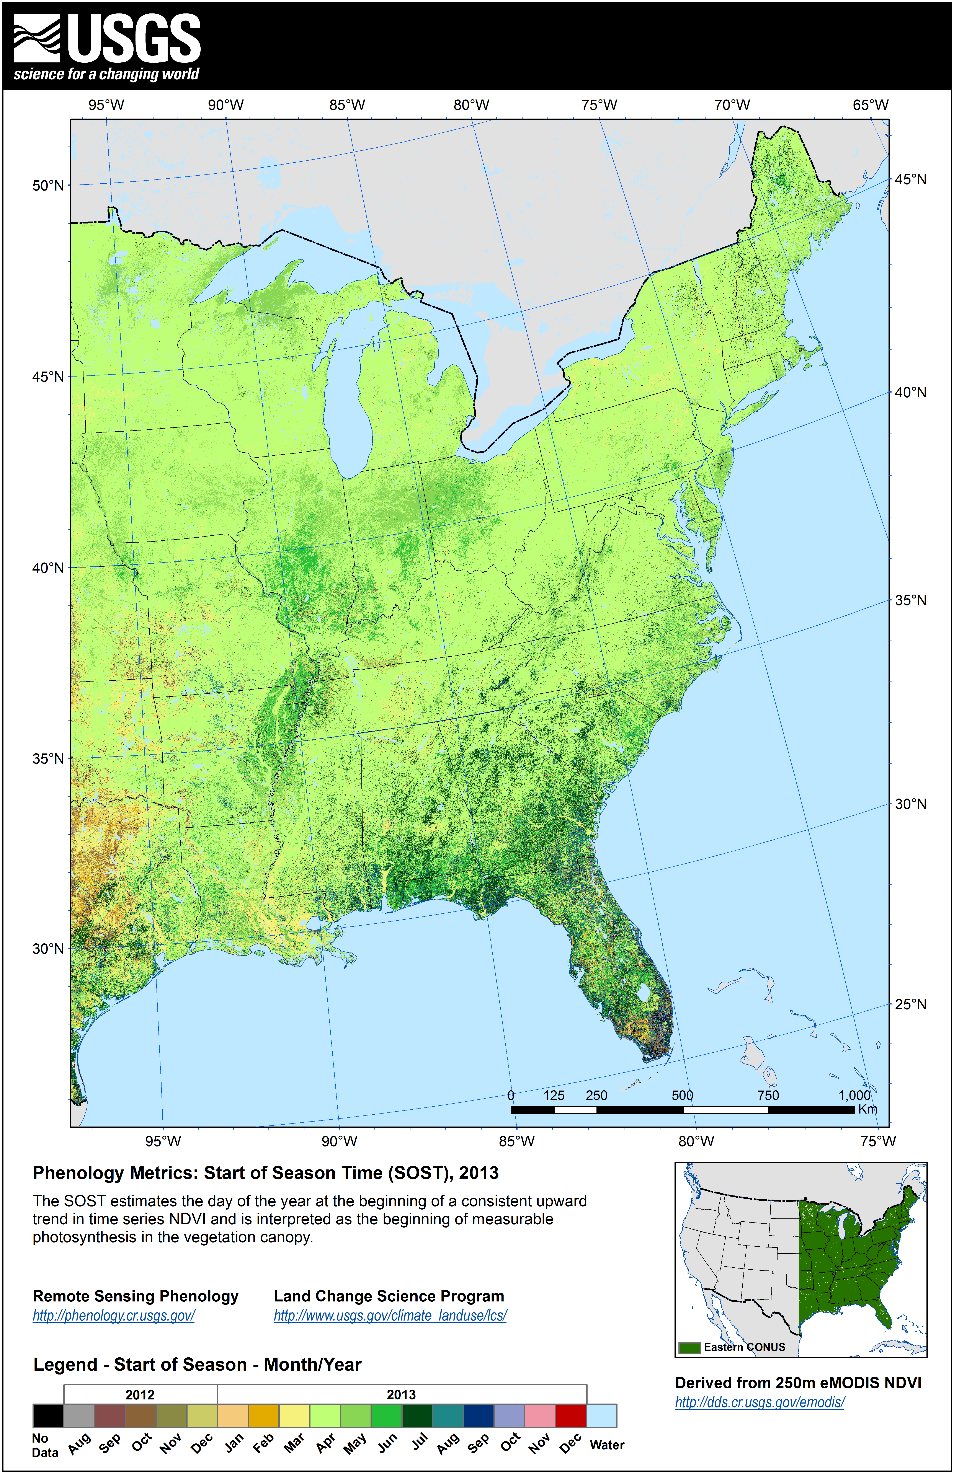 USGS
science for a changing world
95°W 90°W 85°W 80°W 75°W 70°W 65°W
50°N
45°N
45°N
40°N
40°N
35°N
35°N
30°N
30°N
25°N
0 125 250 500 750 1,000
Km
95°W 90°W 85°W 80°W 75°W
Phenology Metrics: Start of Season Time (SOST), 2013
The SOST estimates the day of the year at the beginning of a consistent upward
trend in time series NDVI and is interpreted as the beginning of measurable
photosynthesis in the vegetation canopy.
Remote Sensing Phenology
http://phenology.cr.usgs.gov/
Land Change Science Program
http://www.usgs.gov/climate_landuse/lcs/
Eastern CONUS
Derived from 250m eMODIS NDVI
http://dds.cr.usgs.gov/emodis/
Legend - Start of Season - Month/Year
2012 2013
No Data Aug Sep Oct Nov Dec Jan Feb Mar Apr May Jun Jul Aug Sep Oct Nov Dec Water